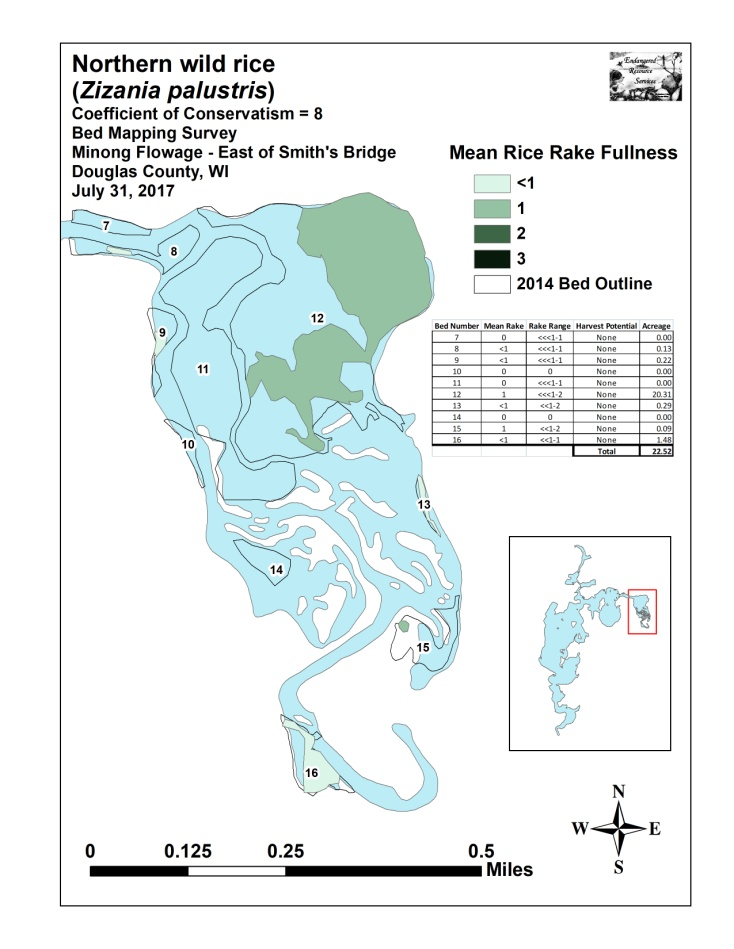 Northern wild rice
(Zizania palustris)
Coefficient of Conservatism = 8
Bed Mapping Survey
Minong Flowage - East of Smith's Bridge
Douglas County, WI
July 31, 2017
Endangered
Resource
Services
Mean Rice Rake Fullness
<1
1
2
3
2014 Bed Outline
Bed Number Mean Rake Rake Range Harvest Potential Acreage
7 0 <<<1-1 None 0.00
8 <1 <<<1-1 None 0.13
9 <1 <<<1-1 None 0.22
10 0 0 None 0.00
11 0 <<<1-1 None 0.00
12 1 <<<1-2 None 20.31
13 <1 <<1-2 None 0.29
14 0 0 None 0.00
15 1 <<1-2 None 0.09
16 <1 <<1-1 None 1.48
Total 22.52
7
8
9
12
11
10
13
14
15
16
N
W E
S
0 0.125 0.25 0.5
Miles